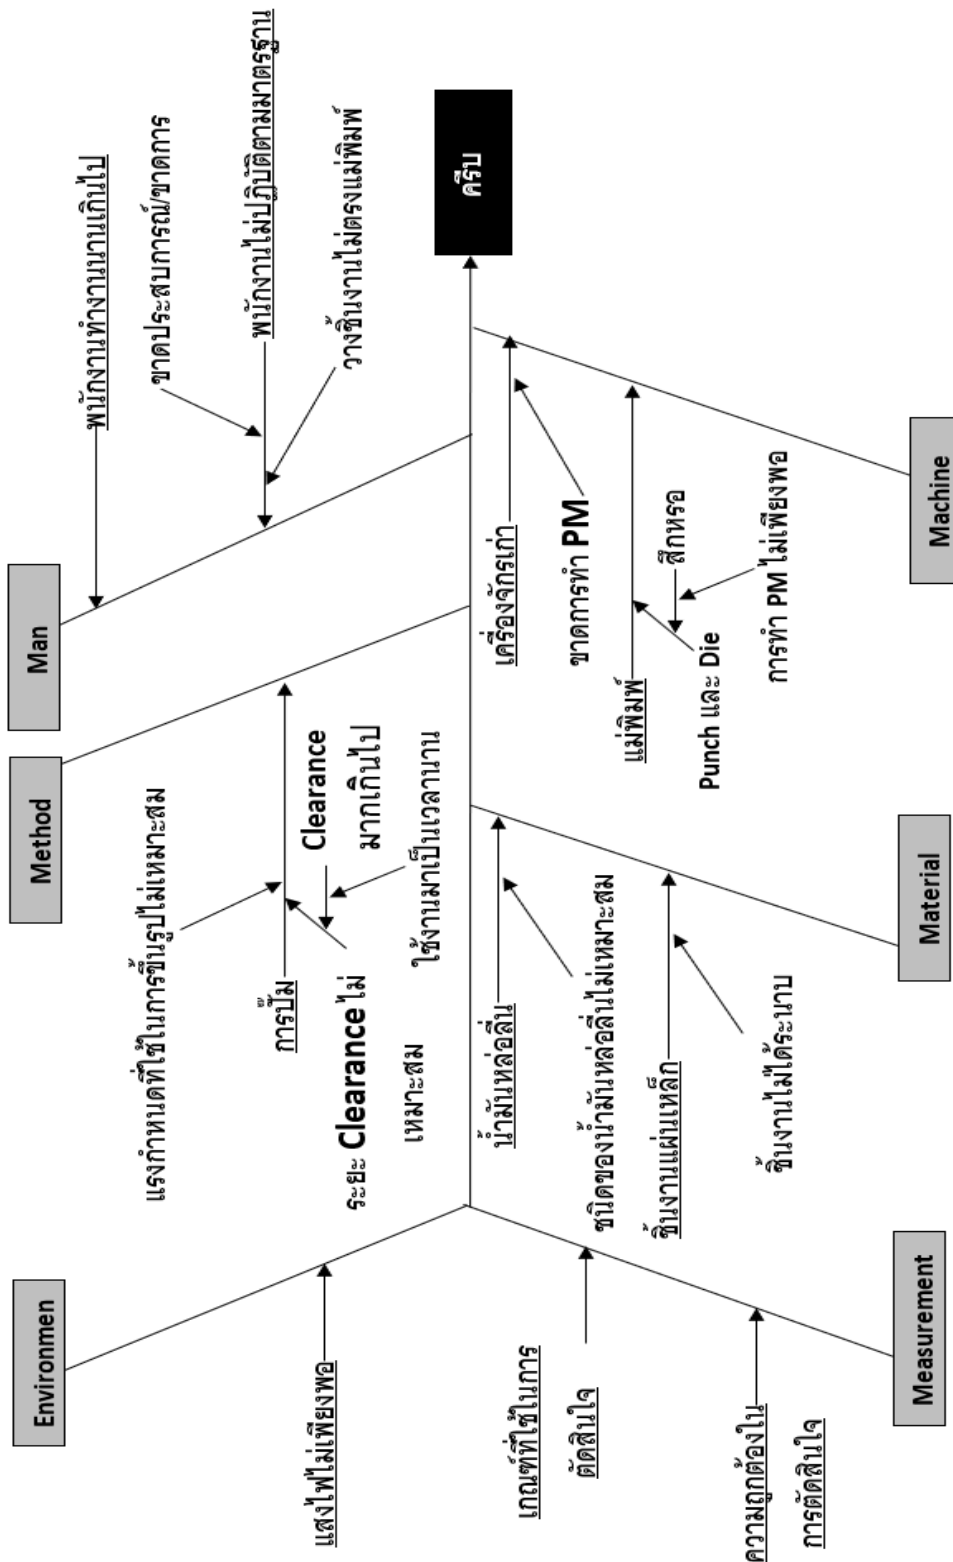 Environmen
Method
Man
แสงไฟไม่เพียงพอ
แรงกำหนดที่ใช้ในการขึ้นรูปไม่เหมาะสม
การปั๊ม
ระยะ Clearance ไม่
เหมาะสม
Clearance
มากเกินไป
ใช้งานมาเป็นเวลานาน
พนักงานทำงานนานเกินไป
ขาดประสบการณ์/ขาดการ
พนักงานไม่ปฏิบัติตามมาตรฐาน
วางชิ้นงานไม่ตรงแม่พิมพ์
ครีบ
เกณฑ์ที่ใช้ในการ
ตัดสินใจ
ความถูกต้องใน
การตัดสินใจ
น้ำมันหล่อลื่น
ชนิดของน้ำมันหล่อลื่นไม่เหมาะสม
ชิ้นงานแผ่นเหล็ก
ชิ้นงานไม่ได้ระนาบ
เครื่องจักรเก่า
ขาดการทำ PM
แม่พิมพ์
สึกหรอ
Punch และ Die
การทำ PM ไม่เพียงพอ
Measurement
Material
Machine